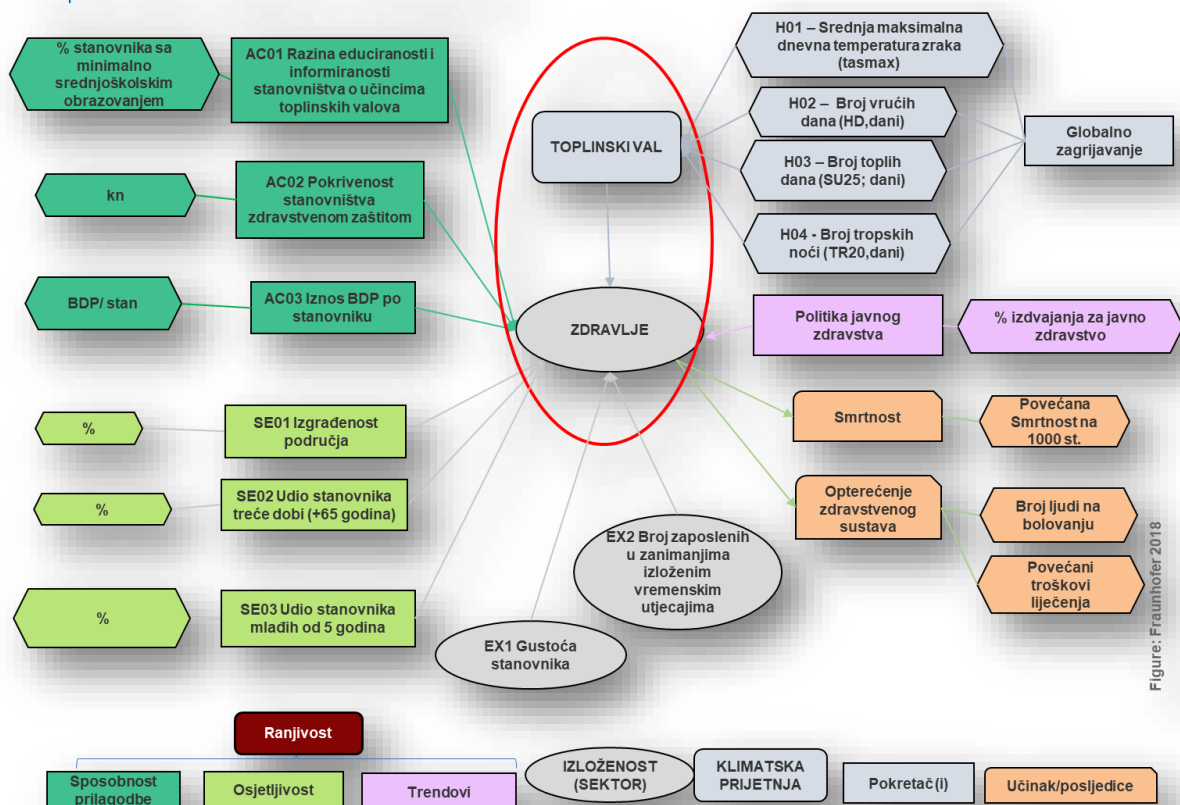 % stanovnika sa
minimalno
srednjoškolskim
obrazovanjem
AC01 Razina educiranosti i
informiranosti
stanovništva o učincima
toplinskih valova
kn
AC02 Pokrivenost
stanovništva
zdravstvenom zaštitom
BDP/ stan
AC03 Iznos BDP po
stanovniku
%
SE01 Izgrađenost
područja
%
SE02 Udio stanovnika
treće dobi (+65 godina)
%
SE03 Udio stanovnika
mlađih od 5 godina
TOPLINSKI VAL
ZDRAVLJE
EX2 Broj zaposlenih
u zanimanjima
izloženim
vremenskim
utjecajima
EX1 Gustoća
stanovnika
H01 – Srednja maksimalna
dnevna temperatura zraka
(tasmax)
H02 – Broj vrućih
dana (HD,dani)
H03 – Broj toplih
dana (SU25; dani)
H04 - Broj tropskih
noći (TR20,dani)
Globalno
zagrijavanje
Politika javnog
zdravstva
% izdvajanja za javno
zdravstvo
Smrtnost
Povećana
Smrtnost na
1000 st.
Opterećenje
zdravstvenog
sustava
Broj ljudi na
bolovanju
Povećani
troškovi
liječenja
Figure: Fraunhofer 2018
Ranjivost
Sposobnost
prilagodbe
Osjetljivost
Trendovi
IZLOŽENOST
(SEKTOR)
KLIMATSKA
PRIJETNJA
Pokretač(i)
Učinak/posljedice